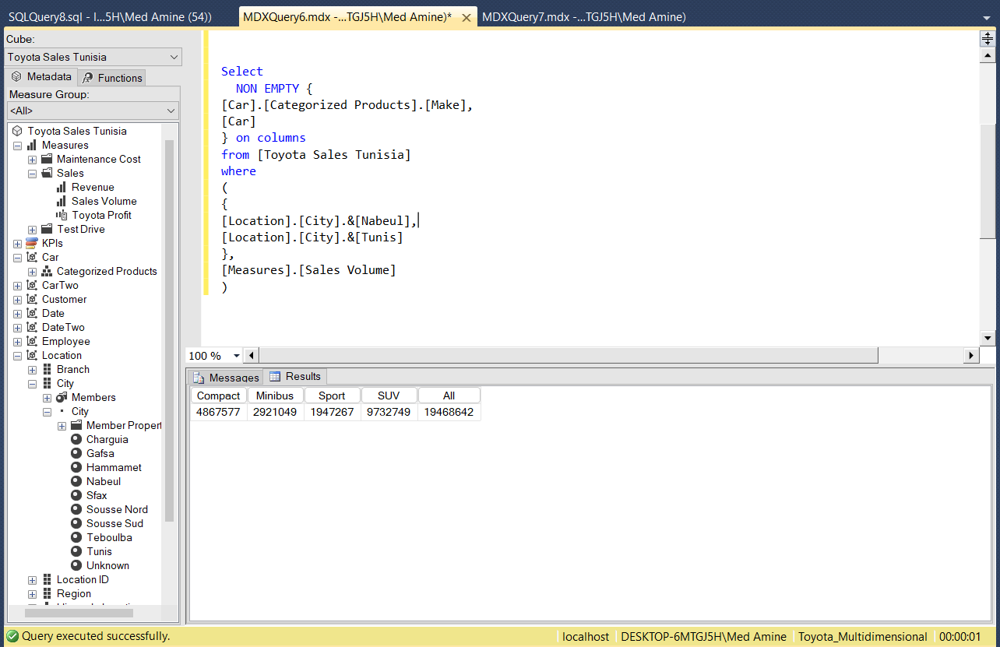 SQLQuery8.sql - l...5H\Med Amine (54))
MDXQuery6.mdx -...TGJ5H\Med Amine)*
MDXQuery7.mdx -...TGJ5H\Med Amine)
Cube:
Toyota Sales Tunisia
Metadata
Functions
Measure Group:
<All>
Toyota Sales Tunisia
Measures
Maintenance Cost
Sales
Revenue
Sales Volume
Toyota Profit
Test Drive
KPIs
Car
Categorized Products
CarTwo
Customer
Date
DateTwo
Employee
Location
Branch
City
Members
City
Member Propert
Charguia
Gafsa
Hammamet
Nabeul
Sfax
Sousse Nord
Sousse Sud
Teboulba
Tunis
Unknown
Location ID
Region
Select
NON EMPTY {
[Car].[Categorized Products].[Make],
[Car]
} on columns
from [Toyota Sales Tunisia]
where
(
{
[Location].[City].&[Nabeul],
[Location].[City].&[Tunis]
},
[Measures].[Sales Volume]
)
100 %
Messages
Results
Compact Minibus Sport SUV All
4867577 2921049 1947267 9732749 19468642
Query executed successfully.
localhost
DESKTOP-6MTGJ5H\Med Amine
Toyota_Multidimensional
00:00:01